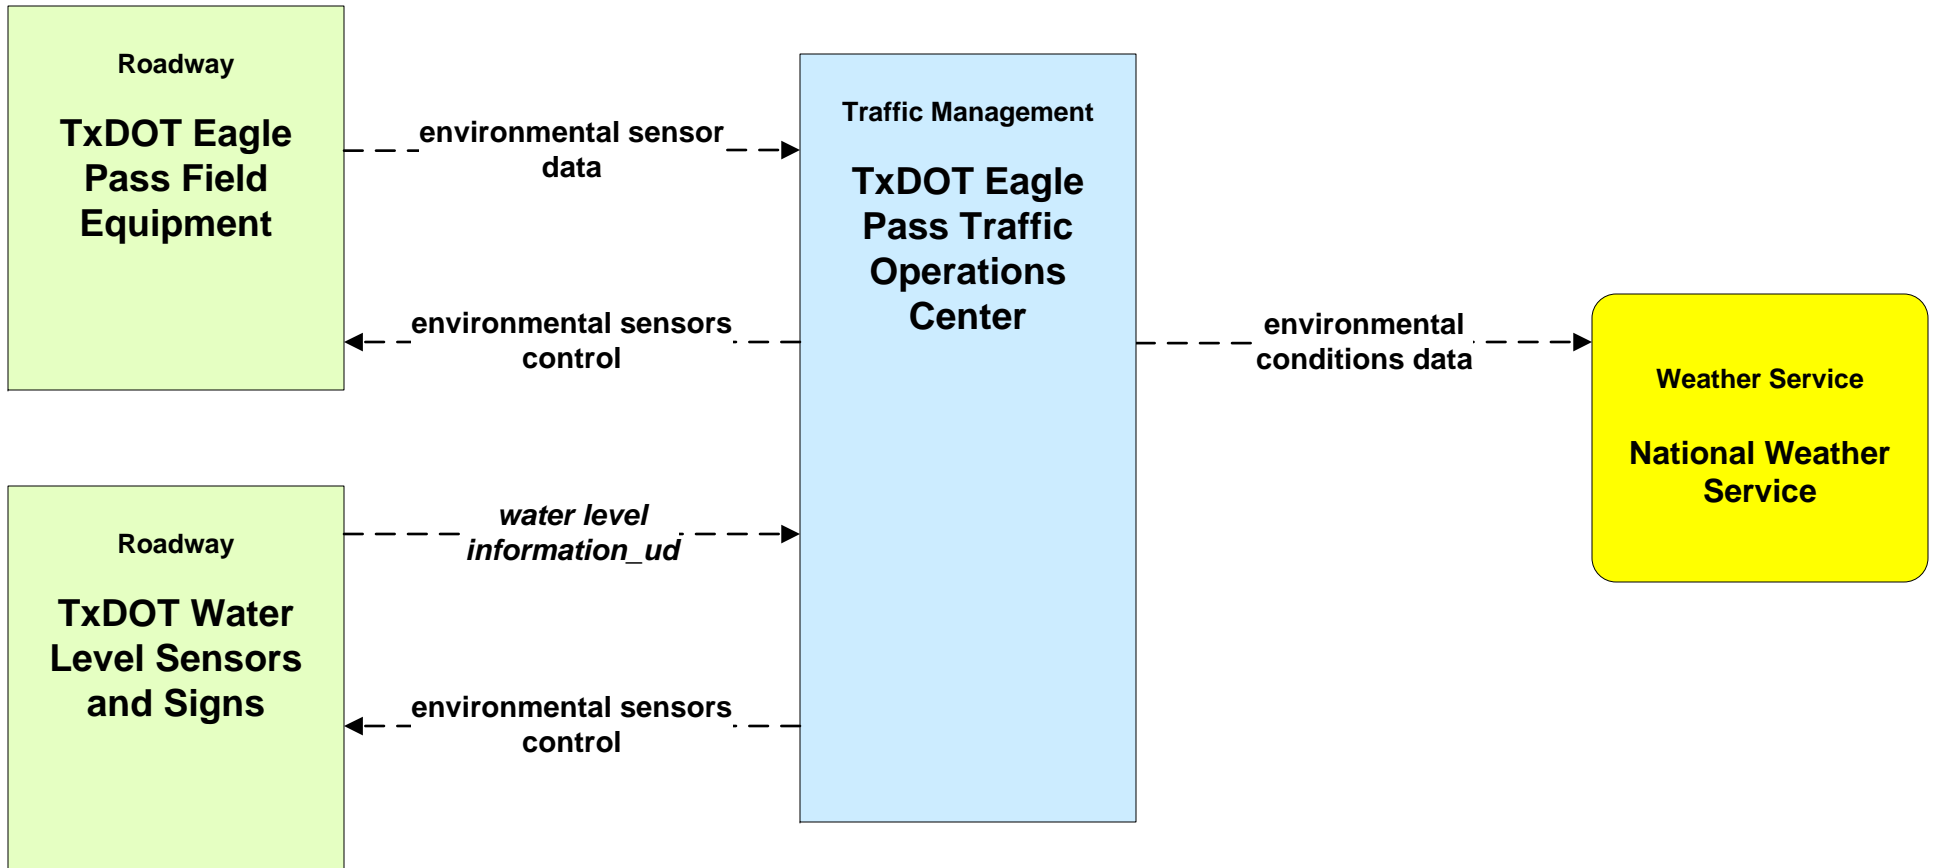 Roadway
TxDOT Eagle
Pass Field
Equipment
environmental sensor
data
environmental sensors
control
Traffic Management
TxDOT Eagle
Pass Traffic
Operations
Center
environmental
conditions data
Weather Service
National Weather
Service
Roadway
TxDOT Water
Level Sensors
and Signs
water level
information_ud
environmental sensors
control